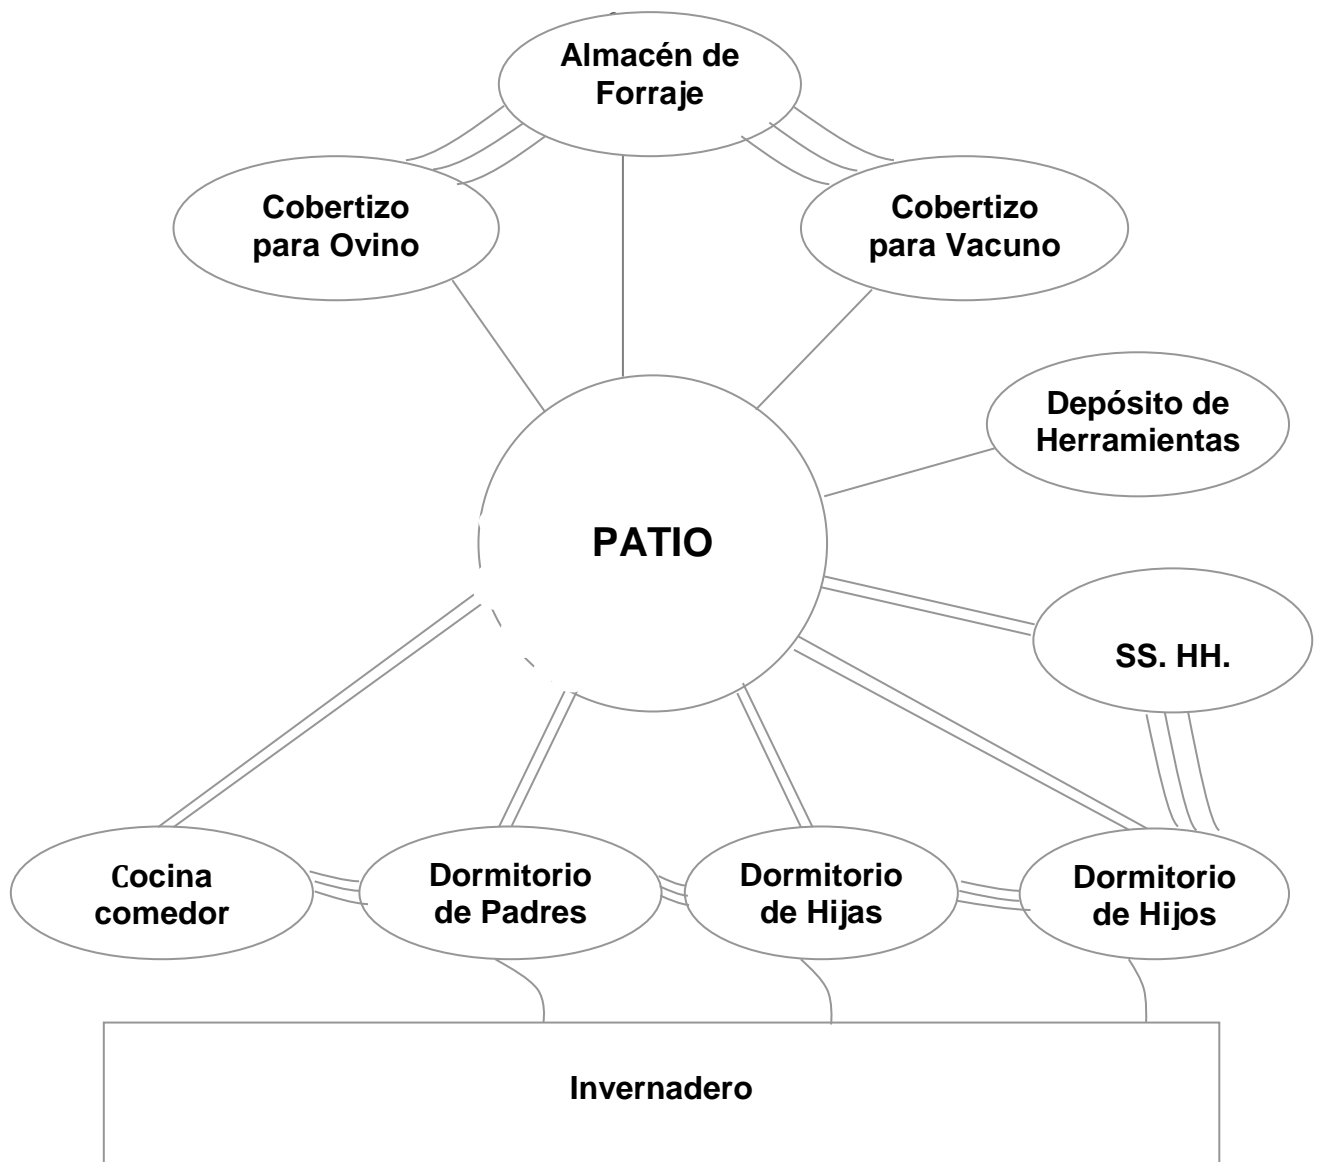 Almacén de
Forraje
Cobertizo
para Ovino
Cobertizo
para Vacuno
Depósito de
Herramientas
PATIO
SS. HH.
Cocina
comedor
Dormitorio
de Padres
Dormitorio
de Hijas
Dormitorio
de Hijos
Invernadero